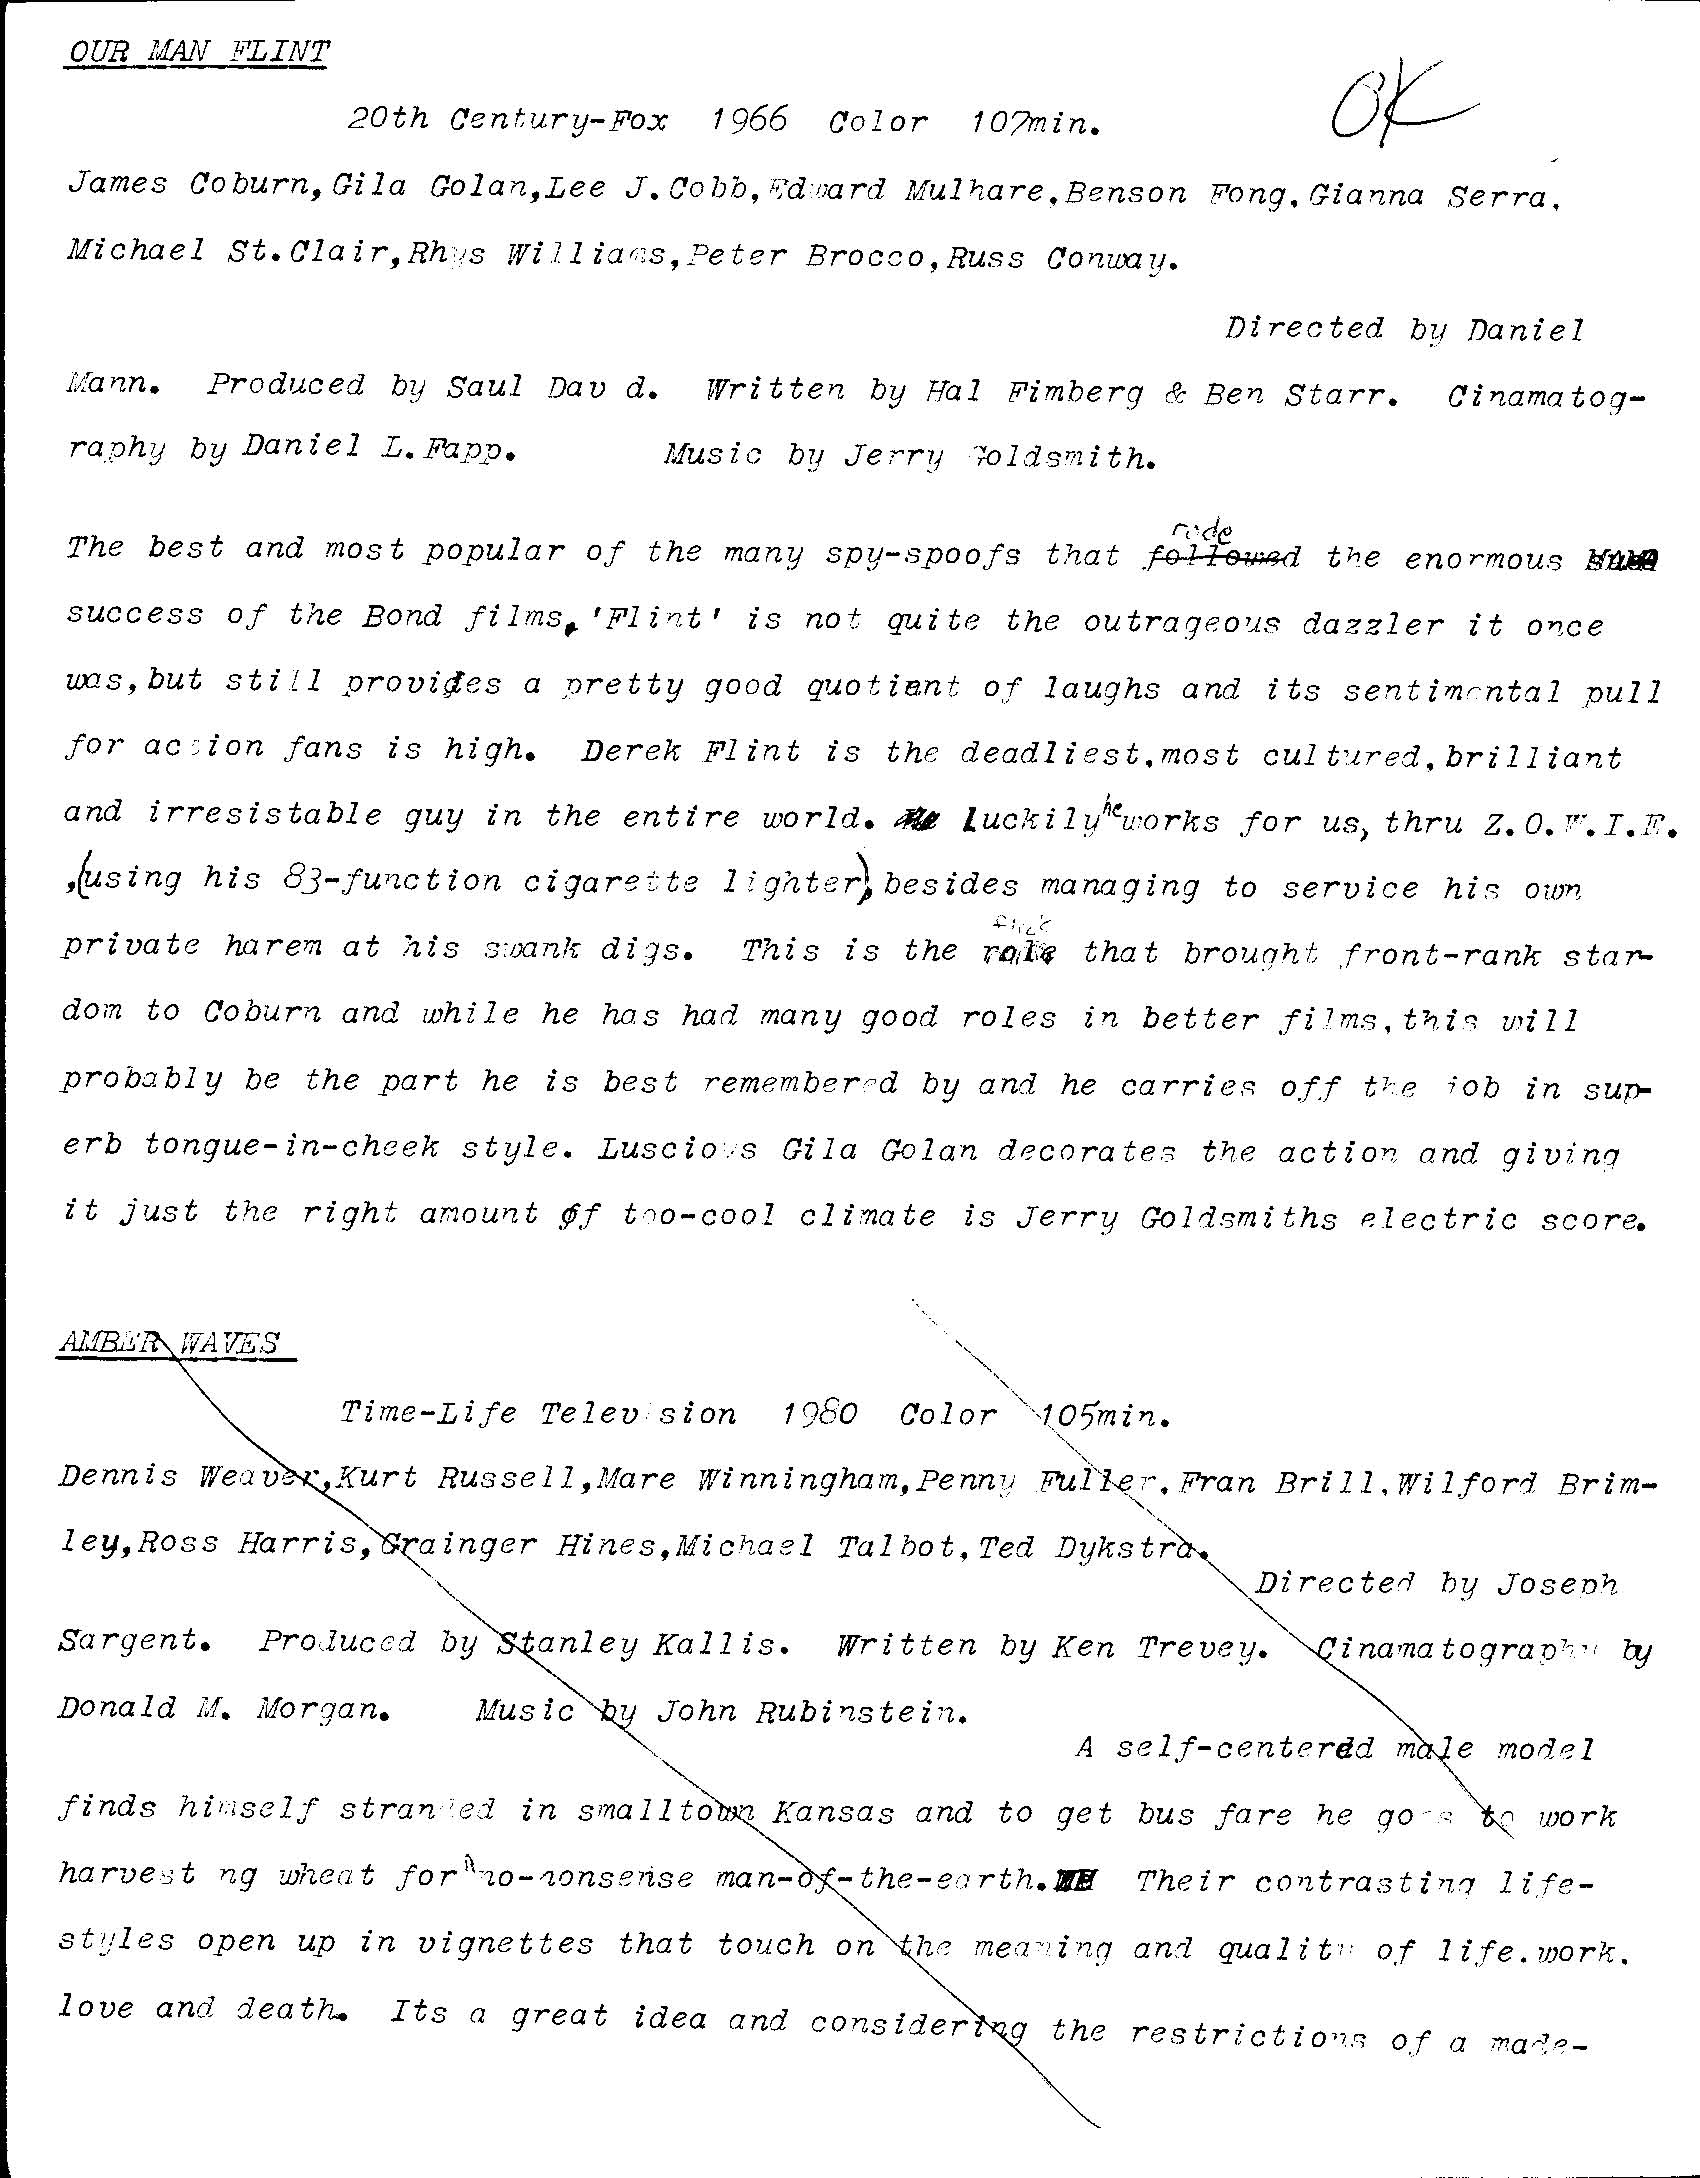 OUR MAN FLINT
OK
20th Century-Fox 1966 Color 107min.
James Coburn,Gila Golan,Lee J.Cobb,Edward Mulhare,Benson Fong,Gianna Serra,
Michael St.Clair,Rhys Williams,Peter Brocco,Russ Conway.
Directed by Daniel
Mann. Produced by Saul Dav d. Written by Hal Fimberg & Ben Starr. Cinamatog-
raphy by Daniel L.Fapp. Music by Jerry Goldsmith.
rode
The best and most popular of the many spy-spoofs that followed the enormous
success of the Bond films, 'Flint' is not quite the outrageous dazzler it once
was,but still provides a pretty good quotient of laughs and its sentimental pull
for action fans is high. Derek Flint is the deadliest,most cultured,brilliant
and irresistable guy in the entire world. Luckily he works for us, thru Z.O.W.I.E.
,(using his 83-function cigarette lighter), besides managing to service his own
private harem at his swank digs. This is the role that brought front-rank star-
dom to Coburn and while he has had many good roles in better films,this will
probably be the part he is best remembered by and he carries off the job in sup-
erb tongue-in-cheek style. Luscious Gila Golan decorates the action and giving
it just the right amount of too-cool climate is Jerry Goldsmiths electric score.
AMBER WAVES
Time-Life Telev sion 1980 Color 105min.
Dennis Weaver,Kurt Russell,Mare Winningham,Penny Fuller,Fran Brill,Wilford Brim-
ley,Ross Harris,Grainger Hines,Michael Talbot,Ted Dykstra.
Directed by Joseph
Sargent. Produced by Stanley Kallis. Written by Ken Trevey. Cinamatography by
Donald M. Morgan. Music by John Rubinstein.
A self-centered male model
finds himself stranded in smalltown Kansas and to get bus fare he goes to work
harvest ng wheat for a no-nonsense man-of-the-earth. Their contrasting life-
styles open up in vignettes that touch on the meaning and quality of life,work,
love and death. Its a great idea and considering the restrictions of a made-